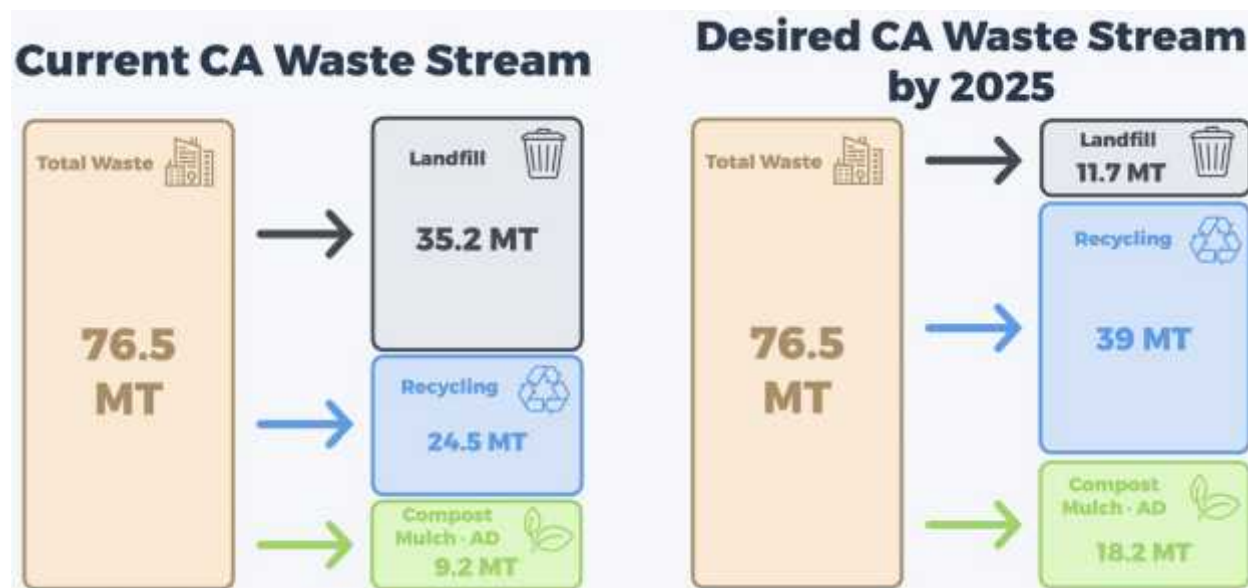 Current CA Waste Stream
Total Waste
76.5
MT
Landfill
35.2 MT
Recycling
24.5 MT
Compost
Mulch - AD
9.2 MT
Desired CA Waste Stream
by 2025
Total Waste
76.5
MT
Landfill
11.7 MT
Recycling
39 MT
Compost
Mulch - AD
18.2 MT